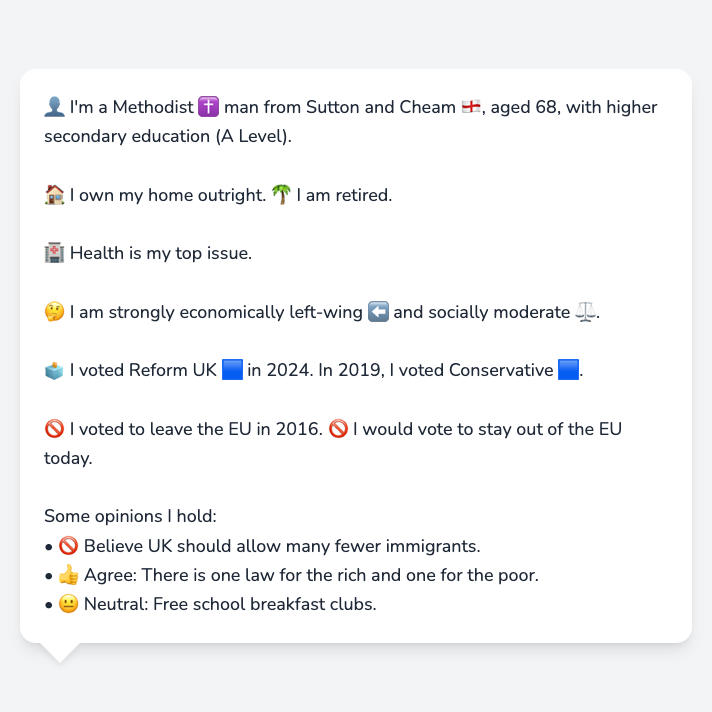 👤 I'm a Methodist ✝️ man from Sutton and Cheam 🏴󠁧󠁢󠁥󠁮󠁧󠁿, aged 68, with higher
secondary education (A Level).
🏠 I own my home outright. 🌴 I am retired.
🏥 Health is my top issue.
🤔 I am strongly economically left-wing ⬅️ and socially moderate ⚖️.
🗳️ I voted Reform UK 🟦 in 2024. In 2019, I voted Conservative 🟦.
🚫 I voted to leave the EU in 2016. 🚫 I would vote to stay out of the EU
today.
Some opinions I hold:
• 🚫 Believe UK should allow many fewer immigrants.
• 👍 Agree: There is one law for the rich and one for the poor.
• 😐 Neutral: Free school breakfast clubs.